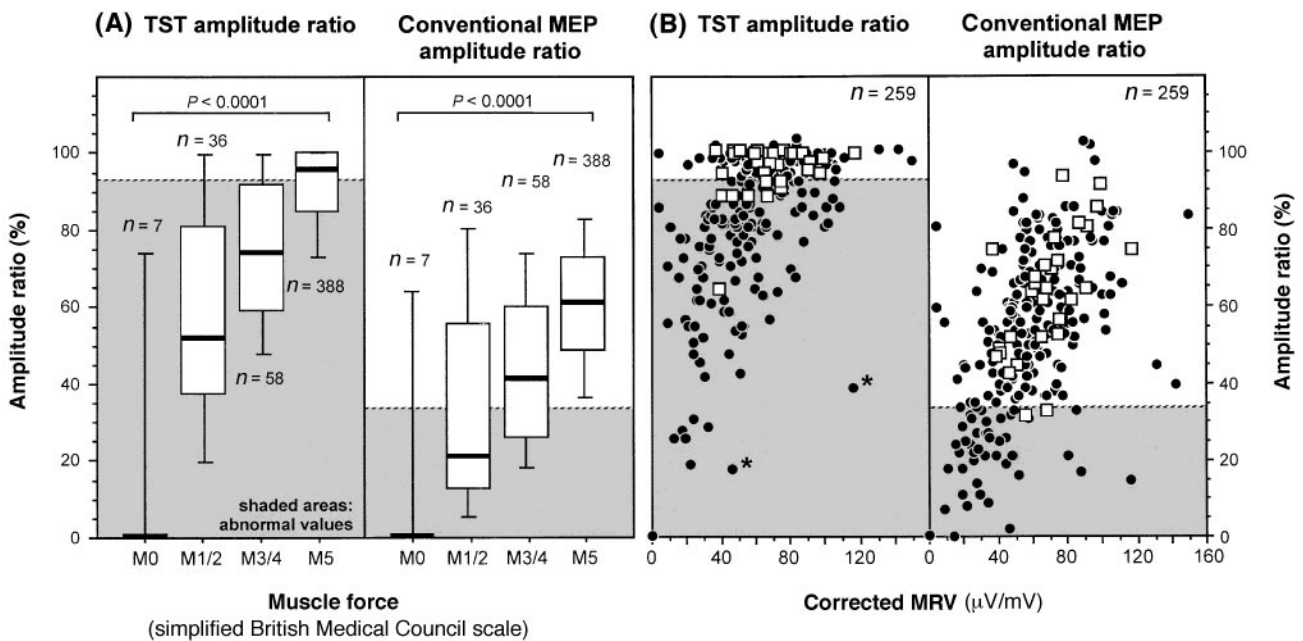 (A) TST amplitude ratio
Conventional MEP
amplitude ratio
P < 0.0001
P < 0.0001
n = 36
n = 7
n = 388
n = 58
n = 388
n = 58
n = 36
n = 7
shaded areas:
abnormal values
Amplitude ratio (%)
100
80
60
40
20
0
M0 M1/2 M3/4 M5
M0 M1/2 M3/4 M5
Muscle force
(simplified British Medical Council scale)
(B) TST amplitude ratio
Conventional MEP
amplitude ratio
n = 259
n = 259
*
*
100
80
60
40
20
0
Amplitude ratio (%)
0 40 80 120
0 40 80 120 160
Corrected MRV (μV/mV)